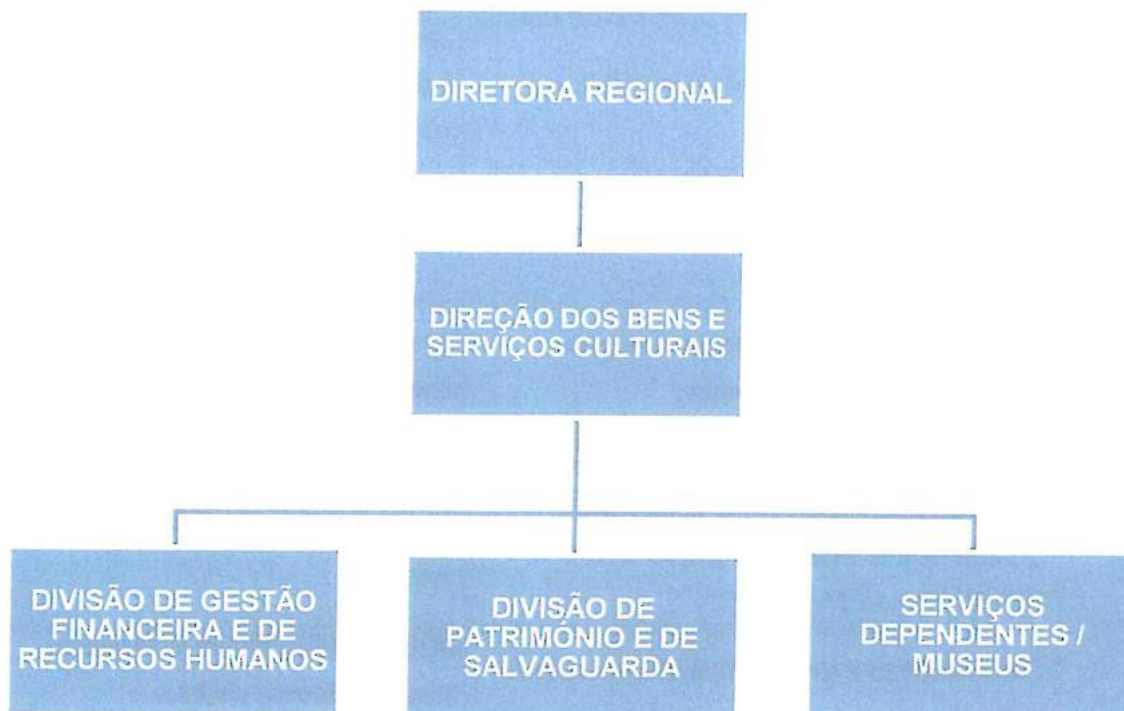 DIRETORA REGIONAL
DIREÇÃO DOS BENS E
SERVIÇOS CULTURAIS
DIVISÃO DE GESTÃO
FINANCEIRA E DE
RECURSOS HUMANOS
DIVISÃO DE
PATRIMÓNIO E DE
SALVAGUARDA
SERVIÇOS
DEPENDENTES /
MUSEUS